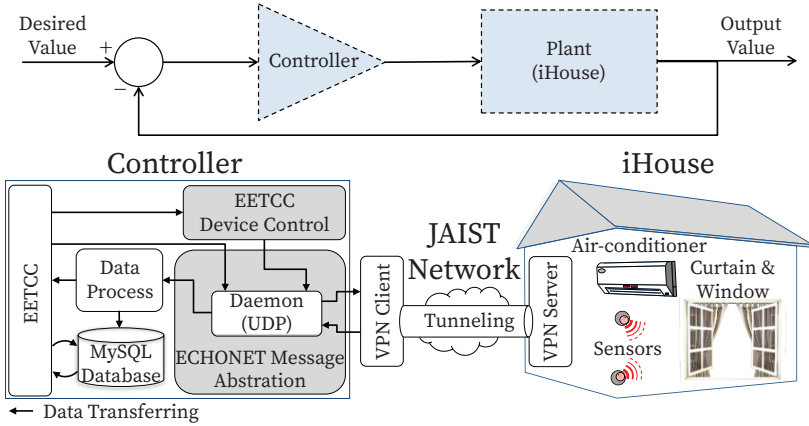 Desired
Value
+
−
Controller
Plant
(iHouse)
Output
Value
Controller
iHouse
EETCC
EETCC
Device Control
Data
Process
MySQL
Database
Daemon
(UDP)
ECHONET Message
Abstration
VPN Client
JAIST
Network
Tunneling
VPN Server
Air-conditioner
Curtain &
Window
Sensors
Data Transferring